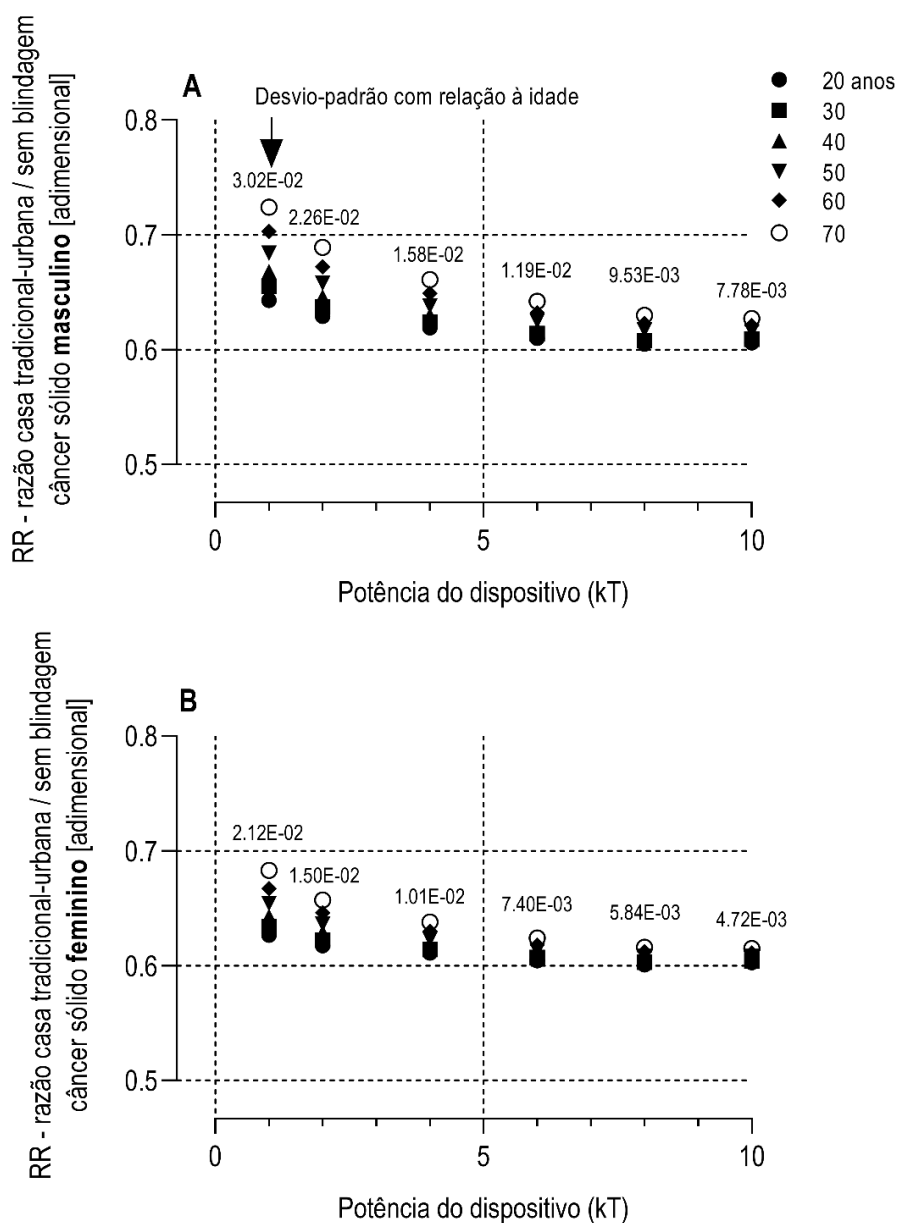 RR - razão casa tradicional-urbana / sem blindagem
câncer sólido masculino [adimensional]
A
Desvio-padrão com relação à idade
20 anos
30
40
50
60
70
0.8
0.7
0.6
0.5
3.02E-02
2.26E-02
1.58E-02
1.19E-02
9.53E-03
7.78E-03
0
5
10
Potência do dispositivo (kT)
RR - razão casa tradicional-urbana / sem blindagem
câncer sólido feminino [adimensional]
B
0.8
0.7
0.6
0.5
2.12E-02
1.50E-02
1.01E-02
7.40E-03
5.84E-03
4.72E-03
0
5
10
Potência do dispositivo (kT)